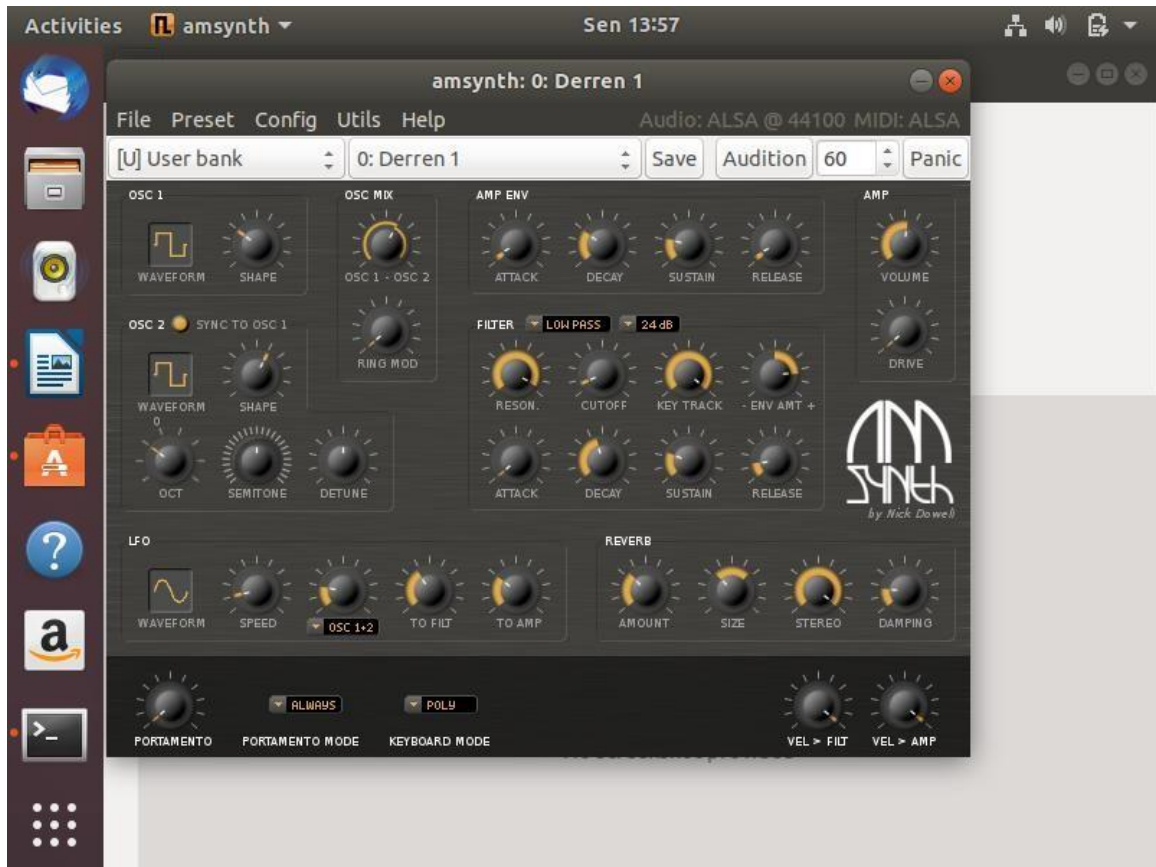 Activities amsynth Sen 13:57
amsynth: 0: Derren 1
File Preset Config Utils Help Audio: ALSA @ 44100 MIDI: ALSA
[U] User bank 0: Derren 1 Save Audition 60 Panic
OSC 1 OSC MIX AMP ENV AMP
WAVEFORM SHAPE OSC 1 - OSC 2 ATTACK DECAY SUSTAIN RELEASE VOLUME
OSC 2 SYNC TO OSC 1 FILTER LOW PASS 24 dB
RING MOD DRIVE
WAVEFORM SHAPE RESON. CUTOFF KEY TRACK - ENV AMT +
0
OCT SEMITONE DETUNE ATTACK DECAY SUSTAIN RELEASE
AM SYNTH
by Nick Dowell
LFO REVERB
WAVEFORM SPEED OSC 1+2 TO FILT TO AMP AMOUNT SIZE STEREO DAMPING
ALWAYS POLY
PORTAMENTO PORTAMENTO MODE KEYBOARD MODE VEL > FILT VEL > AMP